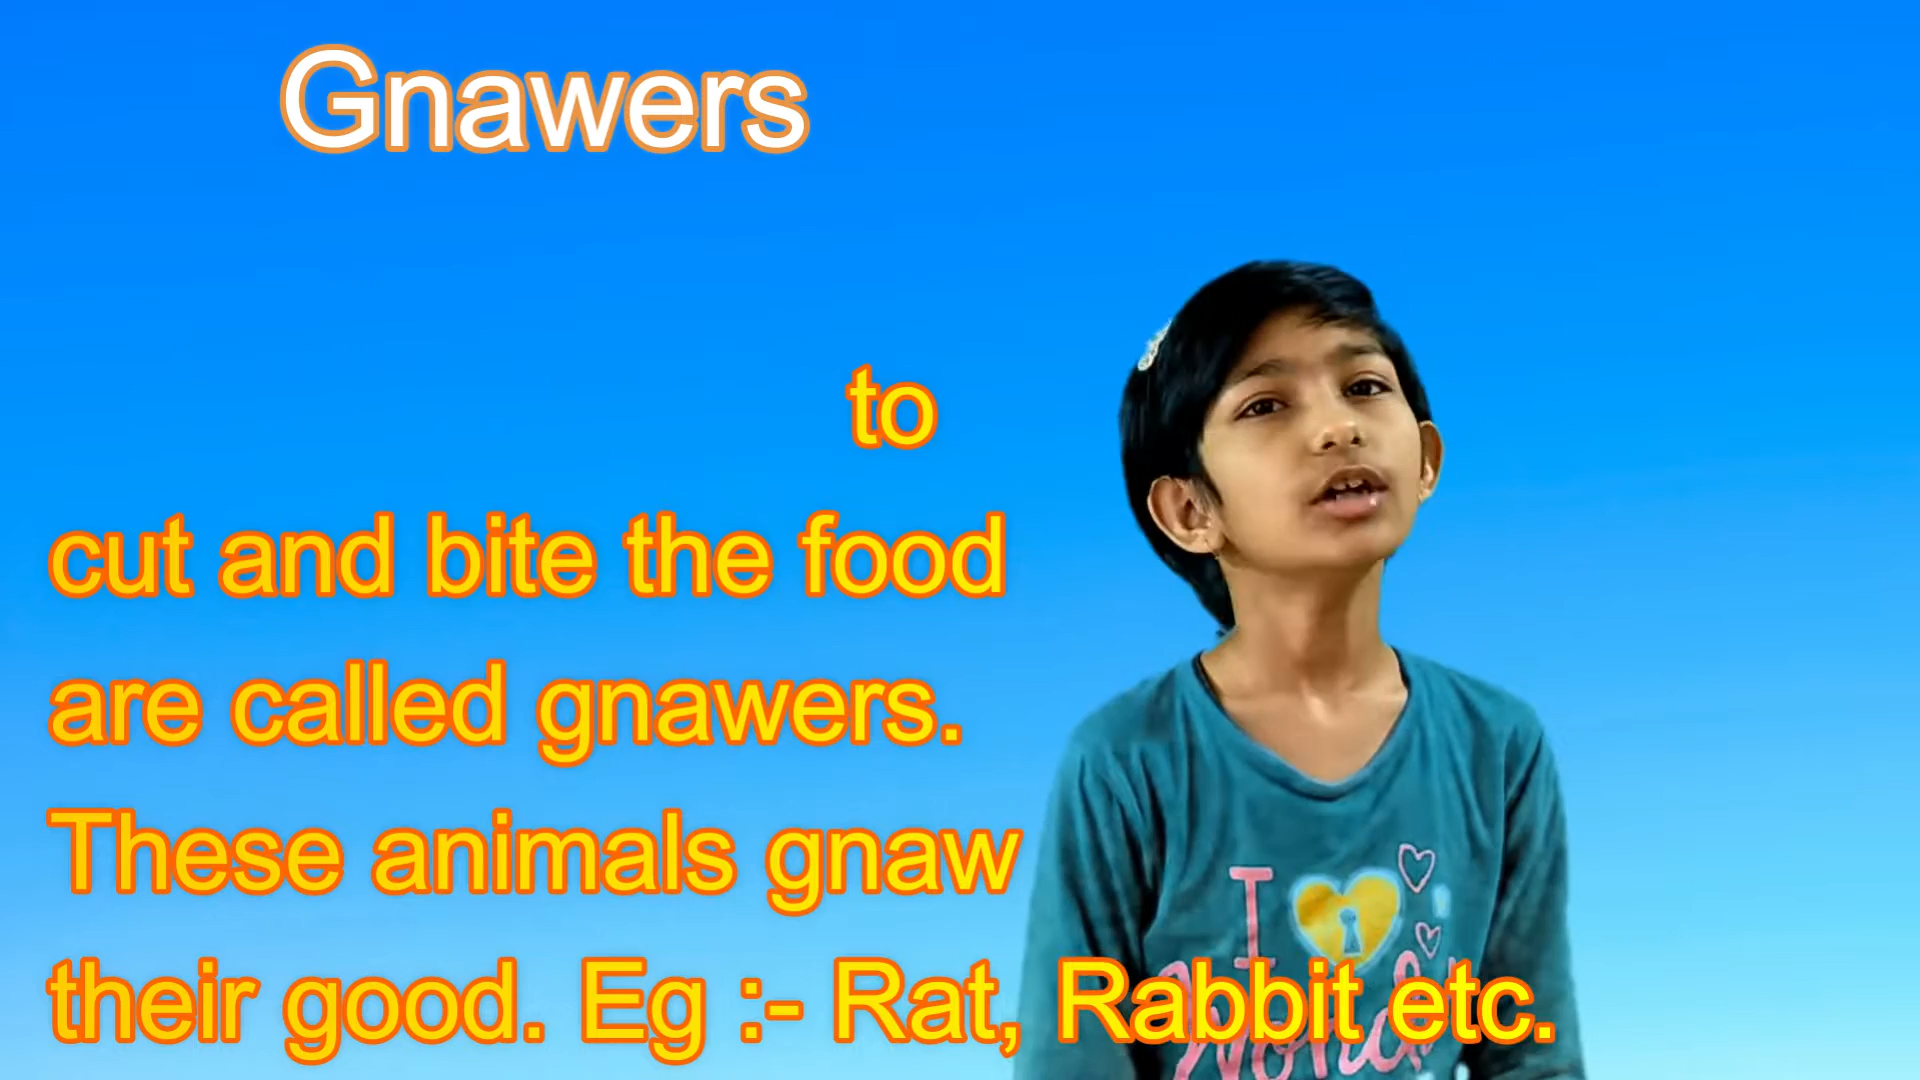 Gnawers
to
cut and bite the food
are called gnawers.
These animals gnaw
their good. Eg :- Rat, Rabbit etc.
I